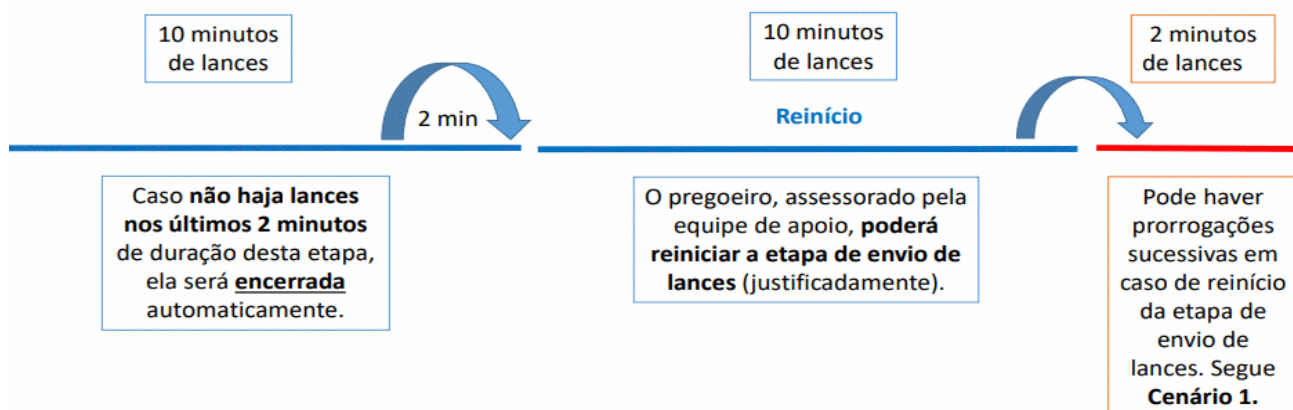 10 minutos
de lances
10 minutos
de lances
2 minutos
de lances
2 min
Reinício
Caso não haja lances
nos últimos 2 minutos
de duração desta etapa,
ela será encerrada
automaticamente.
O pregoeiro, assessorado pela
equipe de apoio, poderá
reiniciar a etapa de envio de
lances (justificadamente).
Pode haver
prorrogações
sucessivas em
caso de reinício
da etapa de
envio de
lances. Segue
Cenário 1.